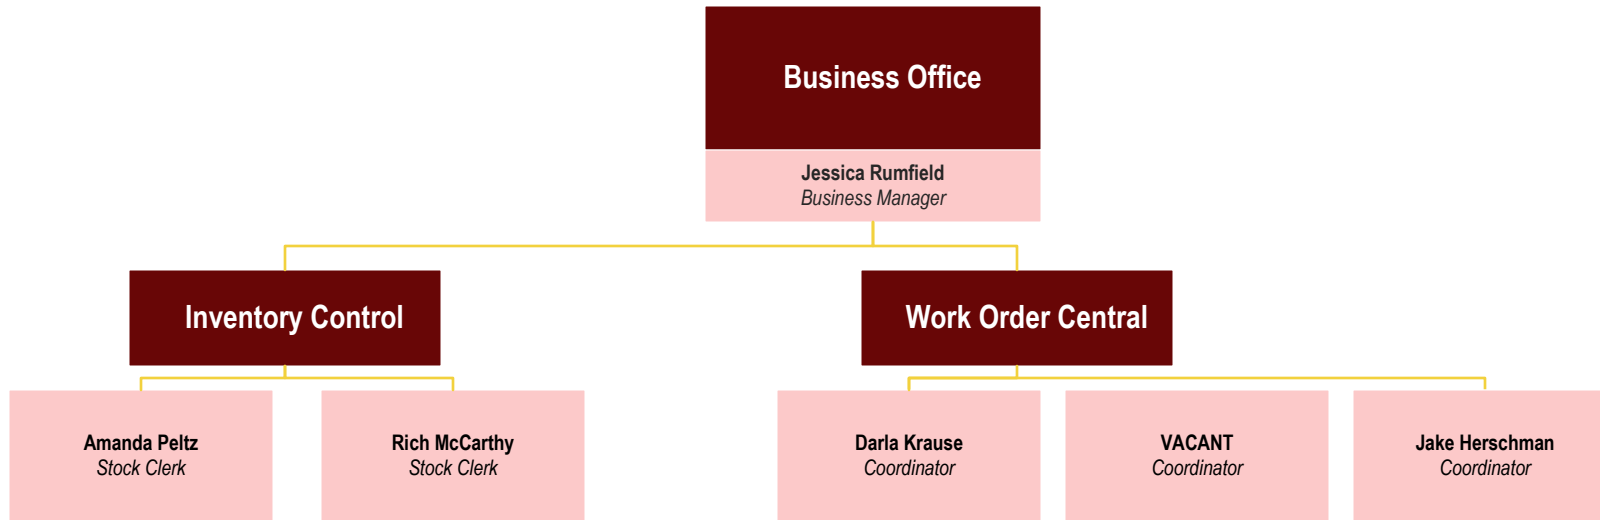 Business Office
Jessica Rumfield
Business Manager
Inventory Control
Work Order Central
Amanda Peltz
Stock Clerk
Rich McCarthy
Stock Clerk
Darla Krause
Coordinator
VACANT
Coordinator
Jake Herschman
Coordinator